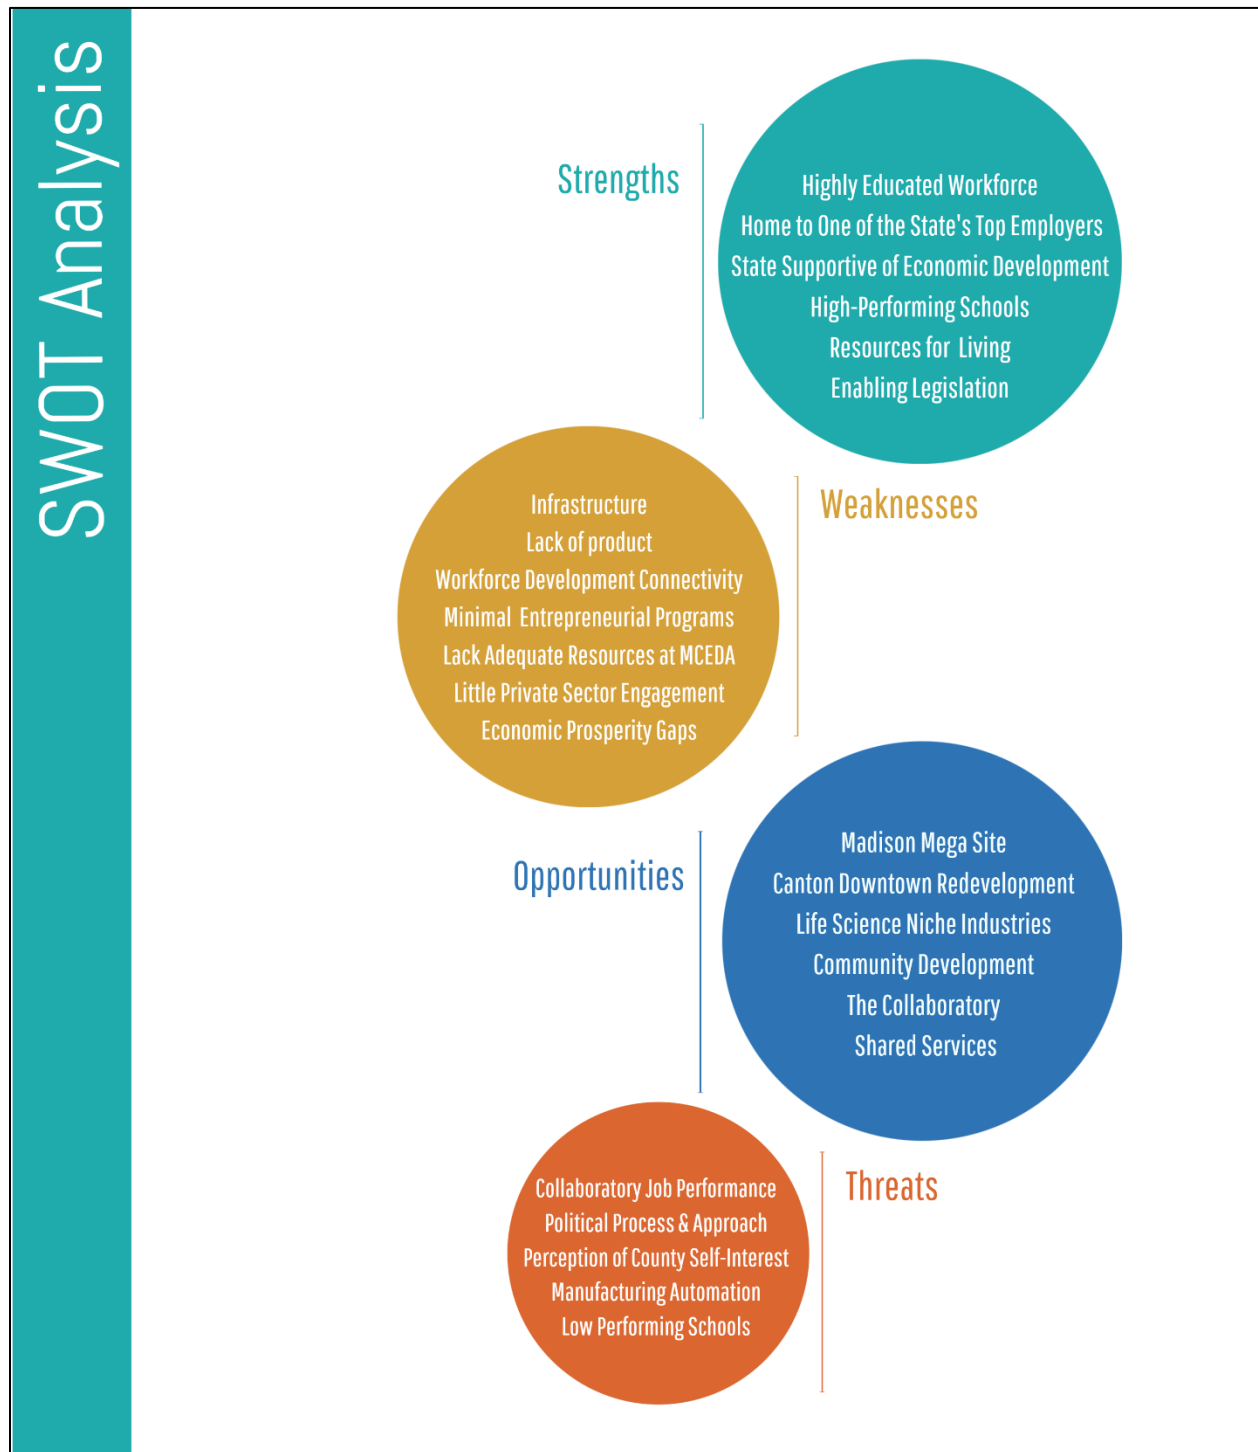 SWOT Analysis
Strengths
Highly Educated Workforce
Home to One of the State's Top Employers
State Supportive of Economic Development
High-Performing Schools
Resources for Living
Enabling Legislation
Weaknesses
Infrastructure
Lack of product
Workforce Development Connectivity
Minimal Entrepreneurial Programs
Lack Adequate Resources at MCEDA
Little Private Sector Engagement
Economic Prosperity Gaps
Opportunities
Madison Mega Site
Canton Downtown Redevelopment
Life Science Niche Industries
Community Development
The Collaboratory
Shared Services
Threats
Collaboratory Job Performance
Political Process & Approach
Perception of County Self-Interest
Manufacturing Automation
Low Performing Schools